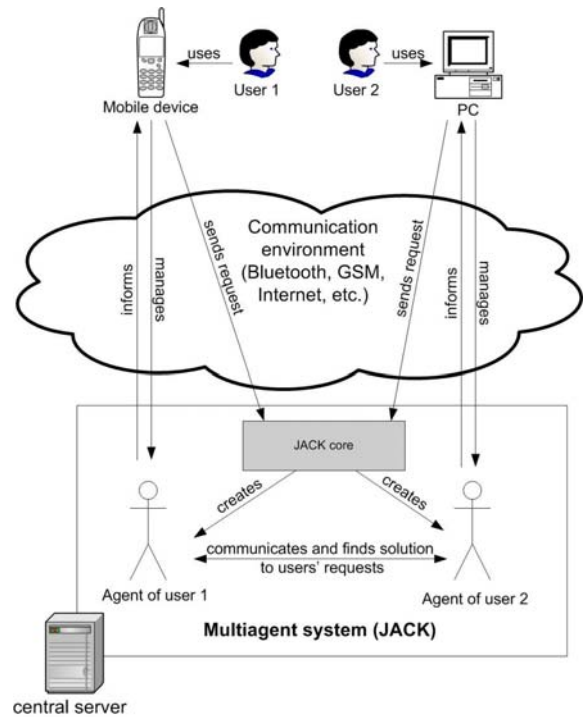 uses
uses
User 1
User 2
Mobile device
PC
Communication
environment
(Bluetooth, GSM,
Internet, etc.)
sends request
sends request
informs
manages
informs
manages
JACK core
creates
creates
communicates and finds solution
to users' requests
Agent of user 1
Agent of user 2
Multiagent system (JACK)
central server